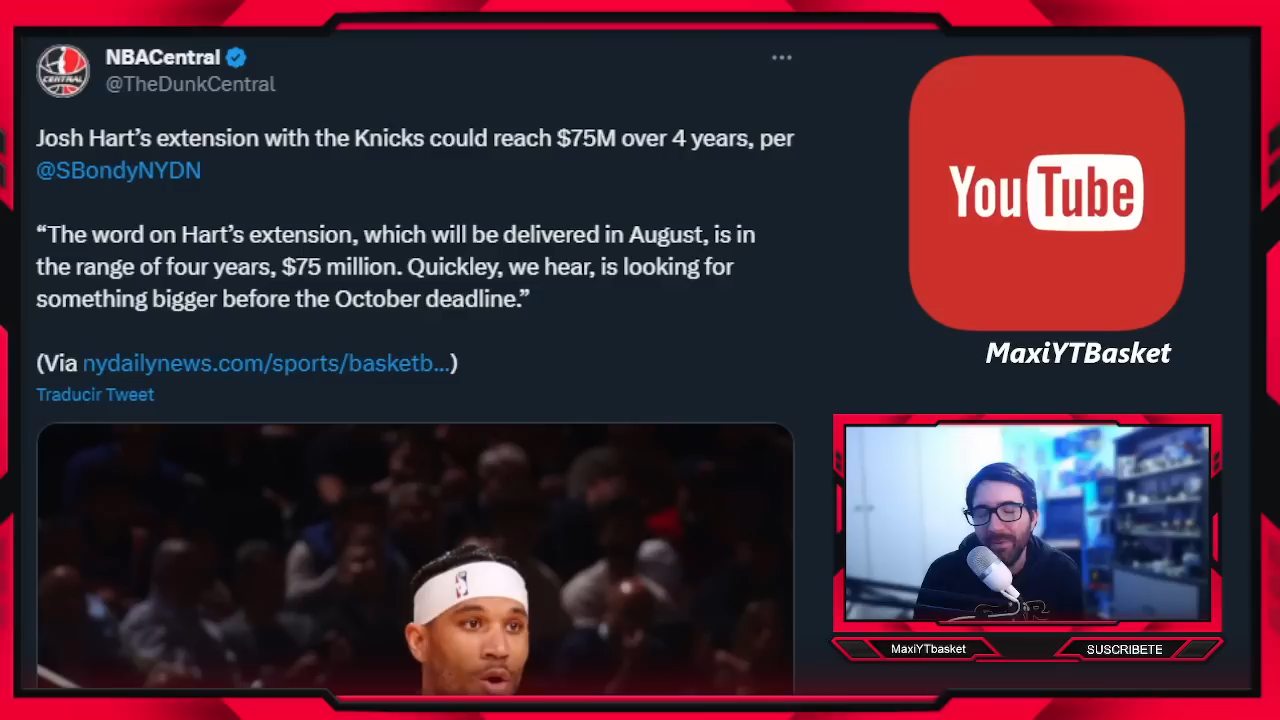 NBACentral
@TheDunkCentral
Josh Hart’s extension with the Knicks could reach $75M over 4 years, per
@SBondyNYDN
“The word on Hart’s extension, which will be delivered in August, is in
the range of four years, $75 million. Quickley, we hear, is looking for
something bigger before the October deadline.”
(Via nydailynews.com/sports/basketb...)
Traducir Tweet
YouTube
MaxiYTBasket
MaxiYTbasket
SUSCRIBETE